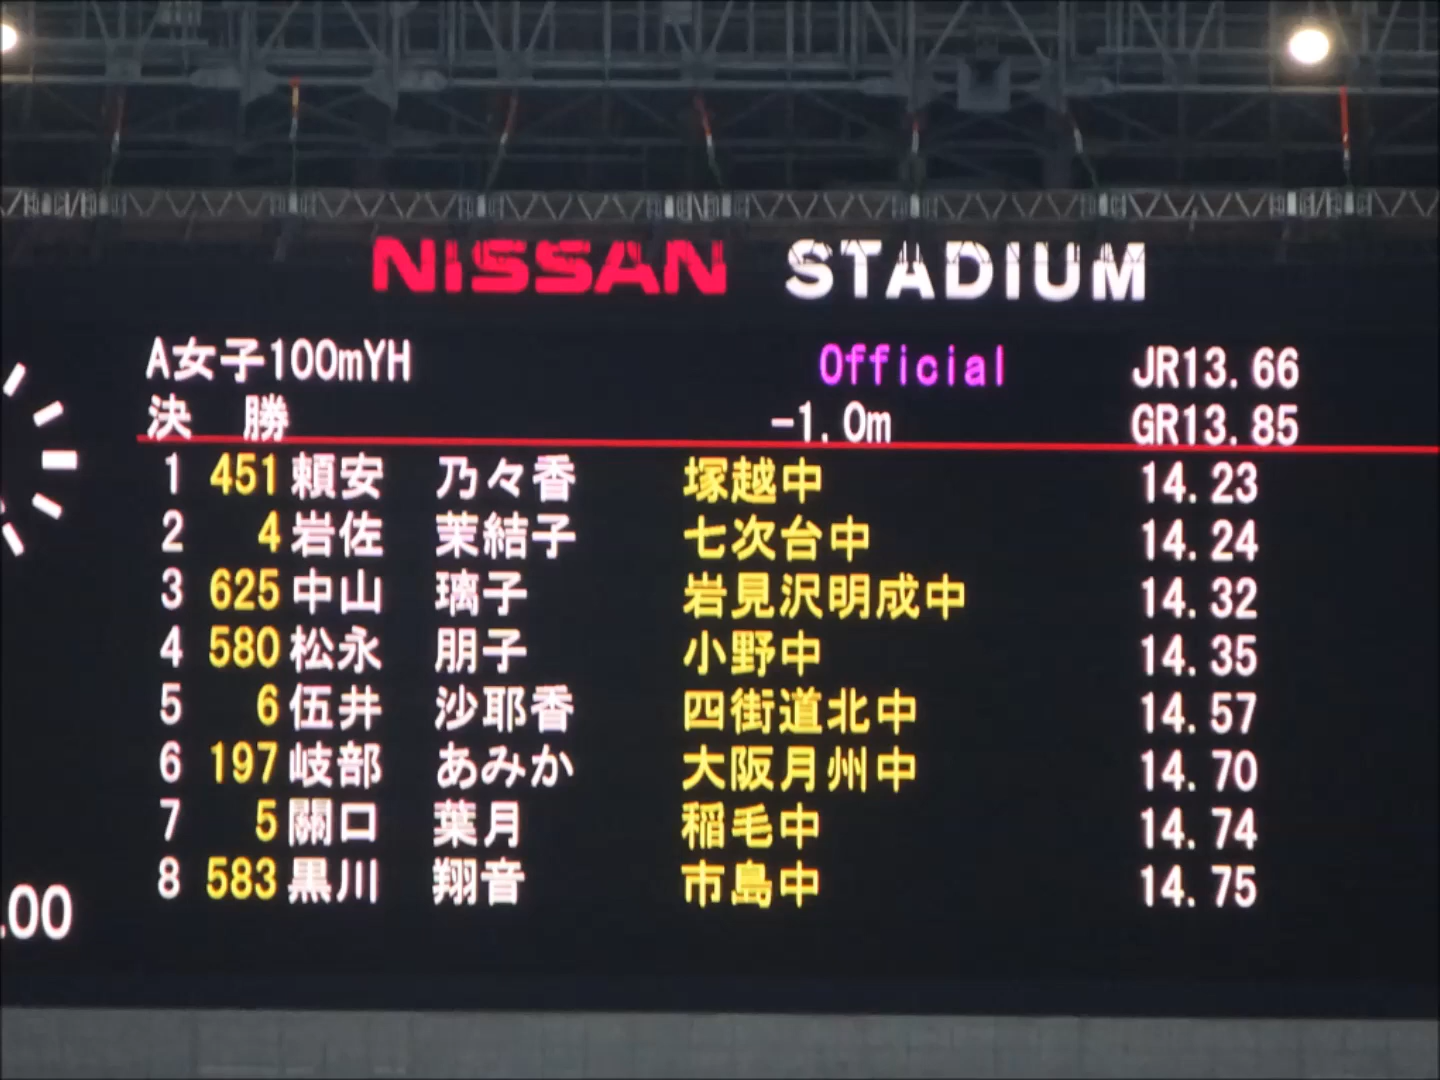 NISSAN STADIUM
A女子100mYH Official JR13.66
決 勝 -1.0m GR13.85
1 451 頼安 乃々香 塚越中 14.23
2 4 岩佐 茉結子 七次台中 14.24
3 625 中山 璃子 岩見沢明成中 14.32
4 580 松永 朋子 小野中 14.35
5 6 伍井 沙耶香 四街道北中 14.57
6 197 岐部 あみか 大阪月州中 14.70
7 5 關口 葉月 稲毛中 14.74
8 583 黒川 翔音 市島中 14.75
.00